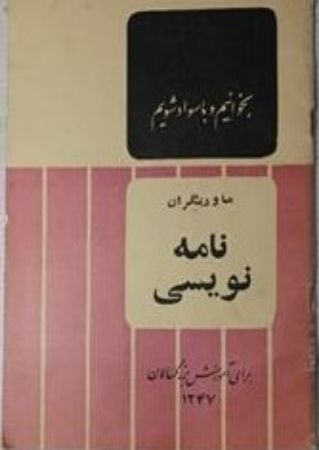 بخوانیم و باسواد شویم
ما و دیگران
نامه
نویسی
برای آموزش بزرگسالان
۱۳۴۷